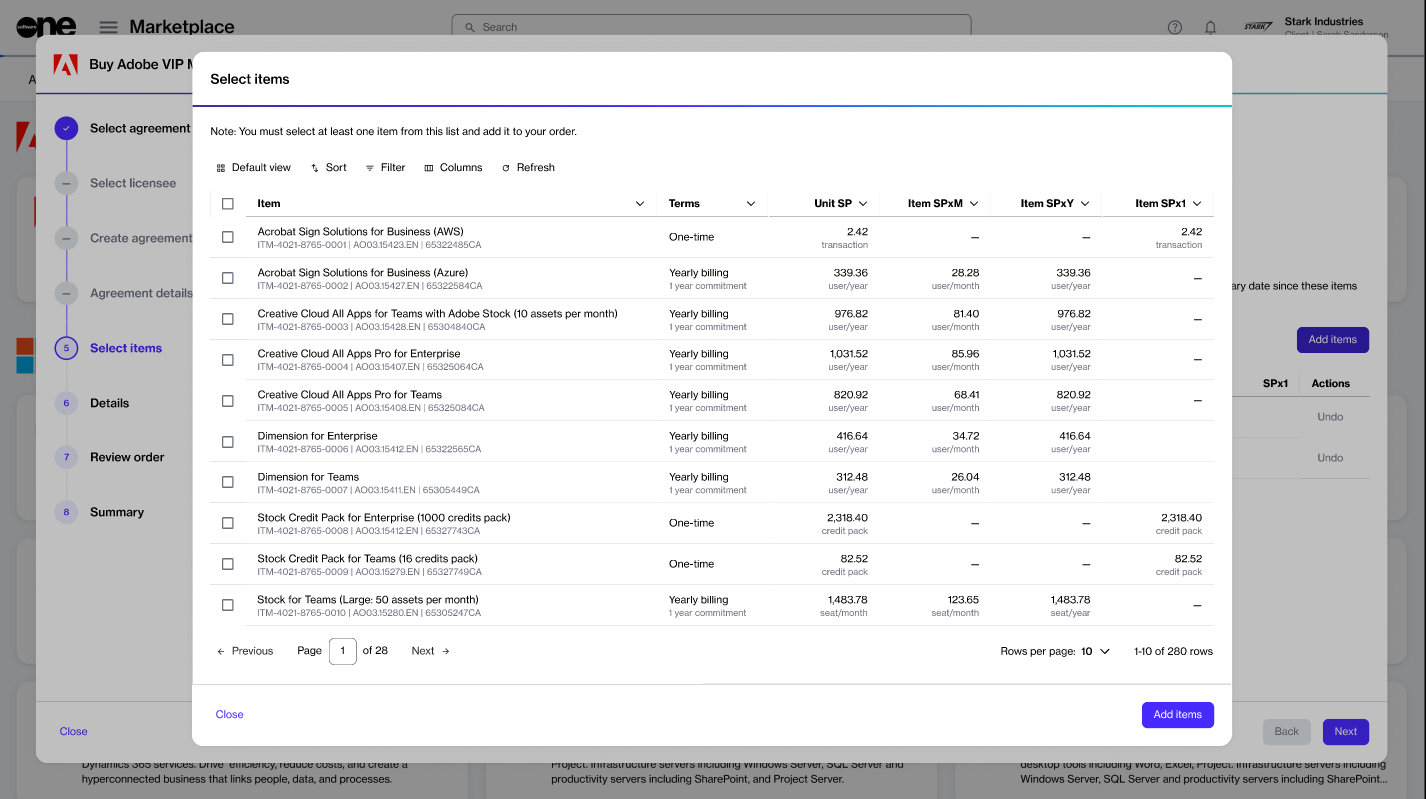 software
one
Marketplace
Search
Stark Industries
STARK
Client | Sarah Sanderson
Buy Adobe VIP M
A
Select agreement
Select licensee
Create agreement
Agreement details
5 Select items
6 Details
7 Review order
8 Summary
Close
Select items
Note: You must select at least one item from this list and add it to your order.
Default view Sort Filter Columns Refresh
Item Terms Unit SP Item SPxM Item SPxY Item SPx1
Acrobat Sign Solutions for Business (AWS) One-time 2.42 — — 2.42
ITM-4021-8765-0001 | AO03.15423.EN | 65322485CA transaction transaction
Acrobat Sign Solutions for Business (Azure) Yearly billing 339.36 28.28 339.36 —
ITM-4021-8765-0002 | AO03.15427.EN | 65322584CA 1 year commitment user/year user/month user/year
Creative Cloud All Apps for Teams with Adobe Stock (10 assets per month) Yearly billing 976.82 81.40 976.82 —
ITM-4021-8765-0003 | AO03.15428.EN | 65304840CA 1 year commitment user/year user/month user/year
Creative Cloud All Apps Pro for Enterprise Yearly billing 1,031.52 85.96 1,031.52 —
ITM-4021-8765-0004 | AO03.15407.EN | 65325064CA 1 year commitment user/year user/month user/year
Creative Cloud All Apps Pro for Teams Yearly billing 820.92 68.41 820.92 —
ITM-4021-8765-0005 | AO03.15408.EN | 65325084CA 1 year commitment user/year user/month user/year
Dimension for Enterprise Yearly billing 416.64 34.72 416.64
ITM-4021-8765-0006 | AO03.15412.EN | 65322565CA 1 year commitment user/year user/month user/year
Dimension for Teams Yearly billing 312.48 26.04 312.48
ITM-4021-8765-0007 | AO03.15411.EN | 65305449CA 1 year commitment user/year user/month user/year
Stock Credit Pack for Enterprise (1000 credits pack) One-time 2,318.40 — — 2,318.40
ITM-4021-8765-0008 | AO03.15412.EN | 65327743CA credit pack credit pack
Stock Credit Pack for Teams (16 credits pack) One-time 82.52 — — 82.52
ITM-4021-8765-0009 | AO03.15279.EN | 65327749CA credit pack credit pack
Stock for Teams (Large: 50 assets per month) Yearly billing 1,483.78 123.65 1,483.78 —
ITM-4021-8765-0010 | AO03.15280.EN | 65305247CA 1 year commitment seat/month seat/month seat/year
Previous Page 1 of 28 Next Rows per page: 10 1-10 of 280 rows
Close Add items
ary date since these items
Add items
SPx1 Actions
Undo
Undo
Back Next
Dynamics 365 services. Drive efficiency, reduce costs, and create a
hyperconnected business that links people, data, and processes.
Project. Infrastructure servers including Windows Server, SQL Server and
productivity servers including SharePoint, and Project Server.
desktop tools including Word, Excel, Project. Infrastructure servers including
Windows Server, SQL Server and productivity servers including SharePoint...